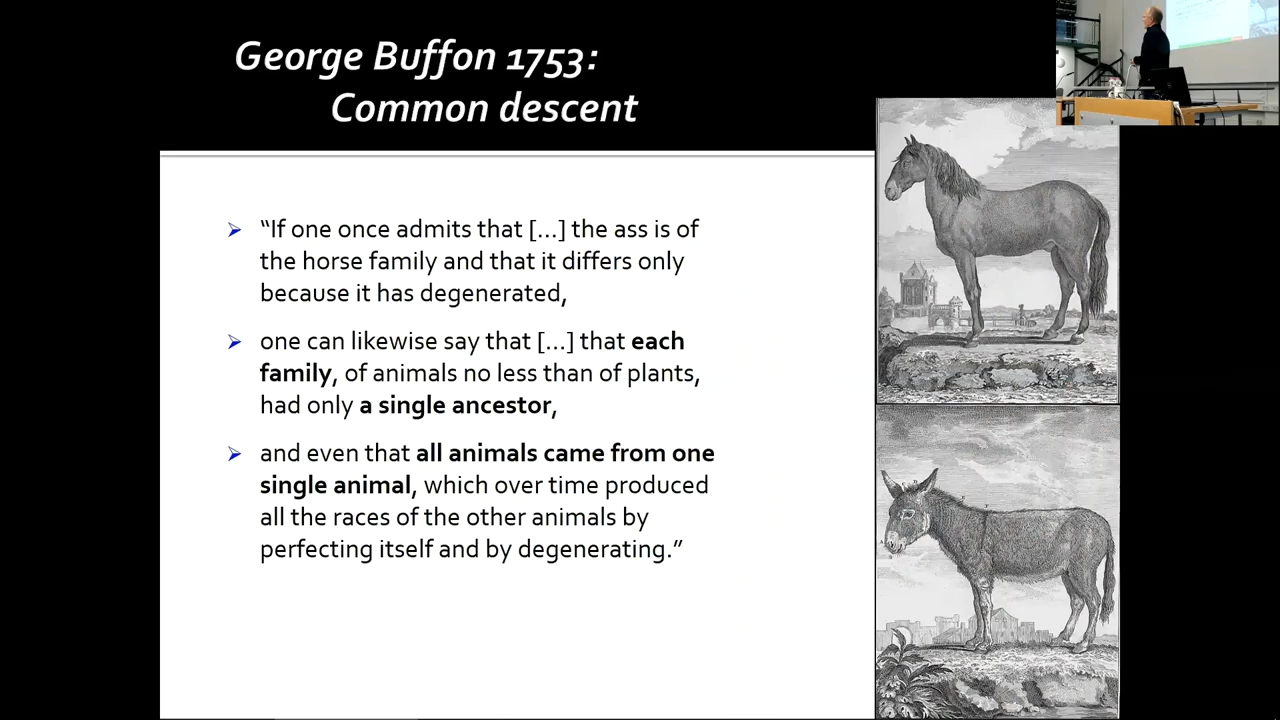 George Buffon 1753:
Common descent
“If one once admits that [...] the ass is of
the horse family and that it differs only
because it has degenerated,
one can likewise say that [...] that each
family, of animals no less than of plants,
had only a single ancestor,
and even that all animals came from one
single animal, which over time produced
all the races of the other animals by
perfecting itself and by degenerating.”